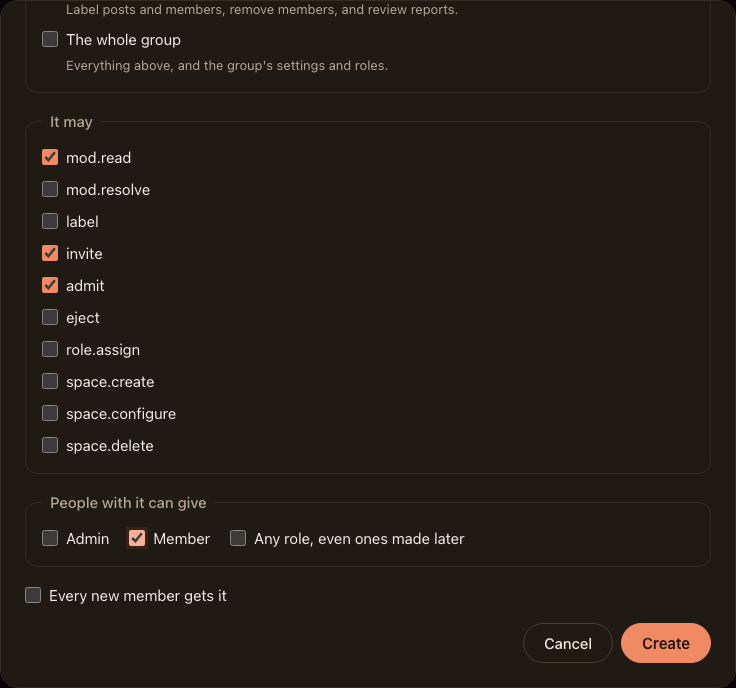 Label posts and members, remove members, and review reports.
The whole group
Everything above, and the group's settings and roles.
It may
mod.read
mod.resolve
label
invite
admit
eject
role.assign
space.create
space.configure
space.delete
People with it can give
Admin Member Any role, even ones made later
Every new member gets it
Cancel Create